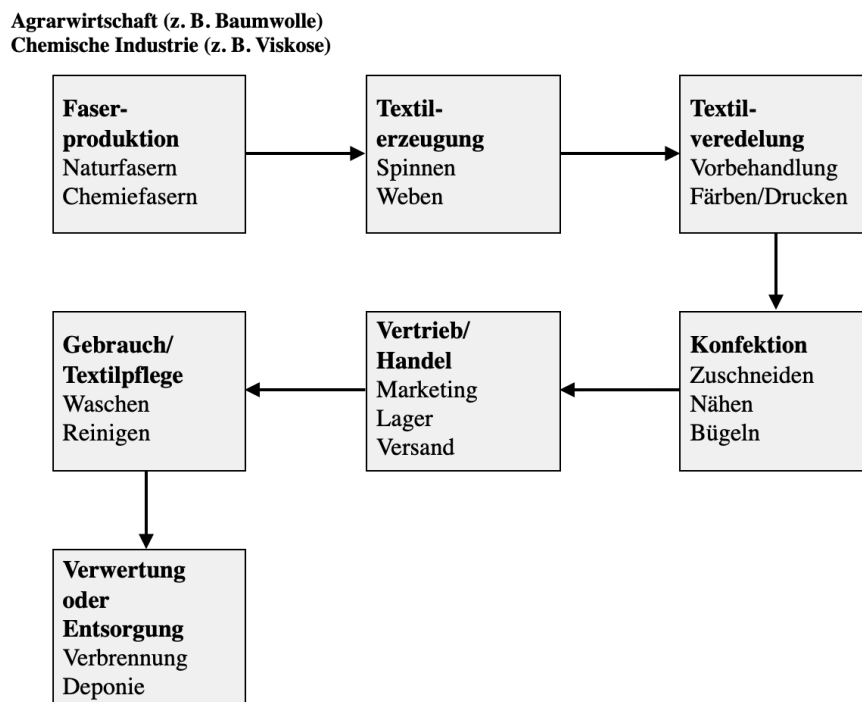 Agrarwirtschaft (z. B. Baumwolle)
Chemische Industrie (z. B. Viskose)
Faser-
produktion
Naturfasern
Chemiefasern
Textil-
erzeugung
Spinnen
Weben
Textil-
veredelung
Vorbehandlung
Färben/Drucken
Konfektion
Zuschneiden
Nähen
Bügeln
Vertrieb/
Handel
Marketing
Lager
Versand
Gebrauch/
Textilpflege
Waschen
Reinigen
Verwertung
oder
Entsorgung
Verbrennung
Deponie